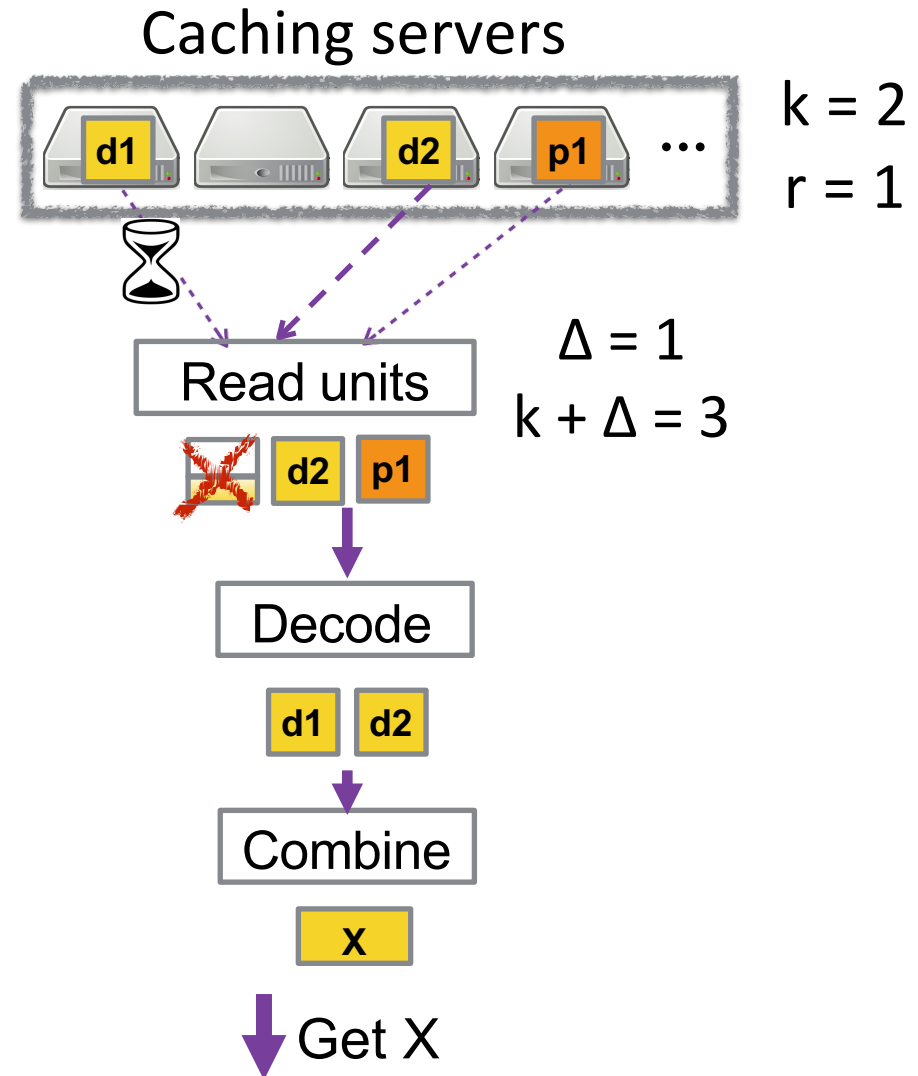 Caching servers
k = 2
r = 1
d1
d2
p1
...
Δ = 1
k + Δ = 3
Read units
d2
p1
Decode
d1
d2
Combine
X
Get X